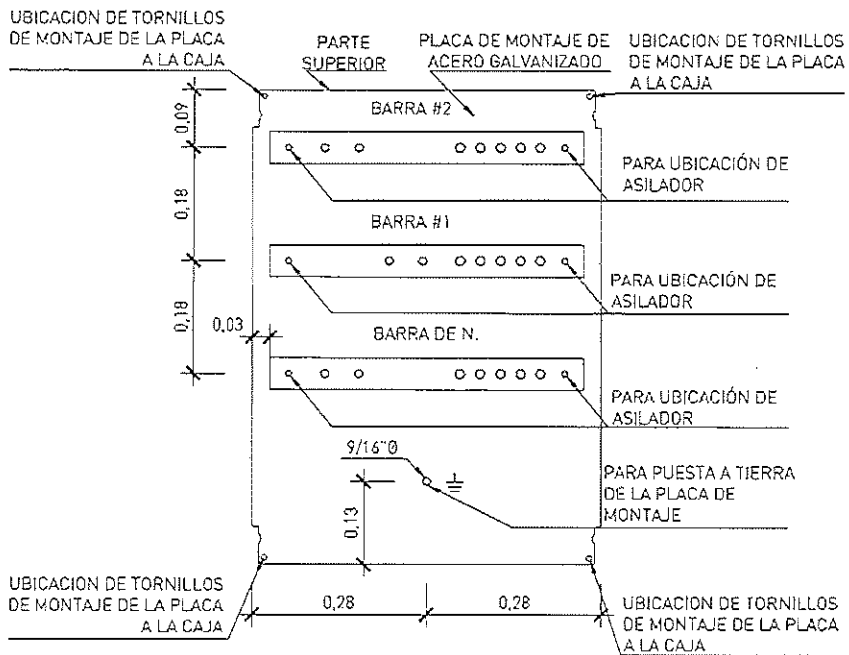 UBICACION DE TORNILLOS
DE MONTAJE DE LA PLACA
A LA CAJA
PARTE
SUPERIOR
PLACA DE MONTAJE DE
ACERO GALVANIZADO
UBICACION DE TORNILLOS
DE MONTAJE DE LA PLACA
A LA CAJA
0,09
BARRA #2
PARA UBICACIÓN DE
ASILADOR
0,18
BARRA #1
PARA UBICACIÓN DE
ASILADOR
0,18
0,03
BARRA DE N.
PARA UBICACIÓN DE
ASILADOR
9/16"Ø
PARA PUESTA A TIERRA
DE LA PLACA DE
MONTAJE
0,13
UBICACION DE TORNILLOS
DE MONTAJE DE LA PLACA
A LA CAJA
0,28
0,28
UBICACION DE TORNILLOS
DE MONTAJE DE LA PLACA
A LA CAJA